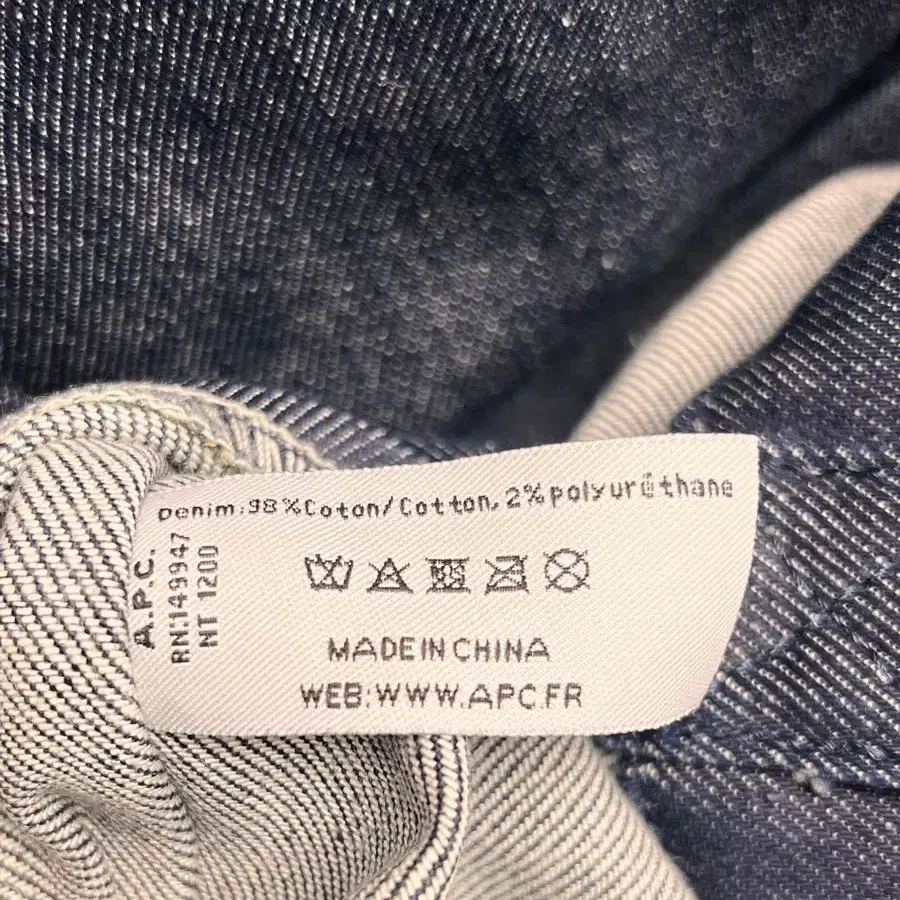 Denim:98%Coton/Cotton, 2%polyuréthane
A.P.C.
RN:149947
NT 1200
MADE IN CHINA
WEB:WWW.APC.FR